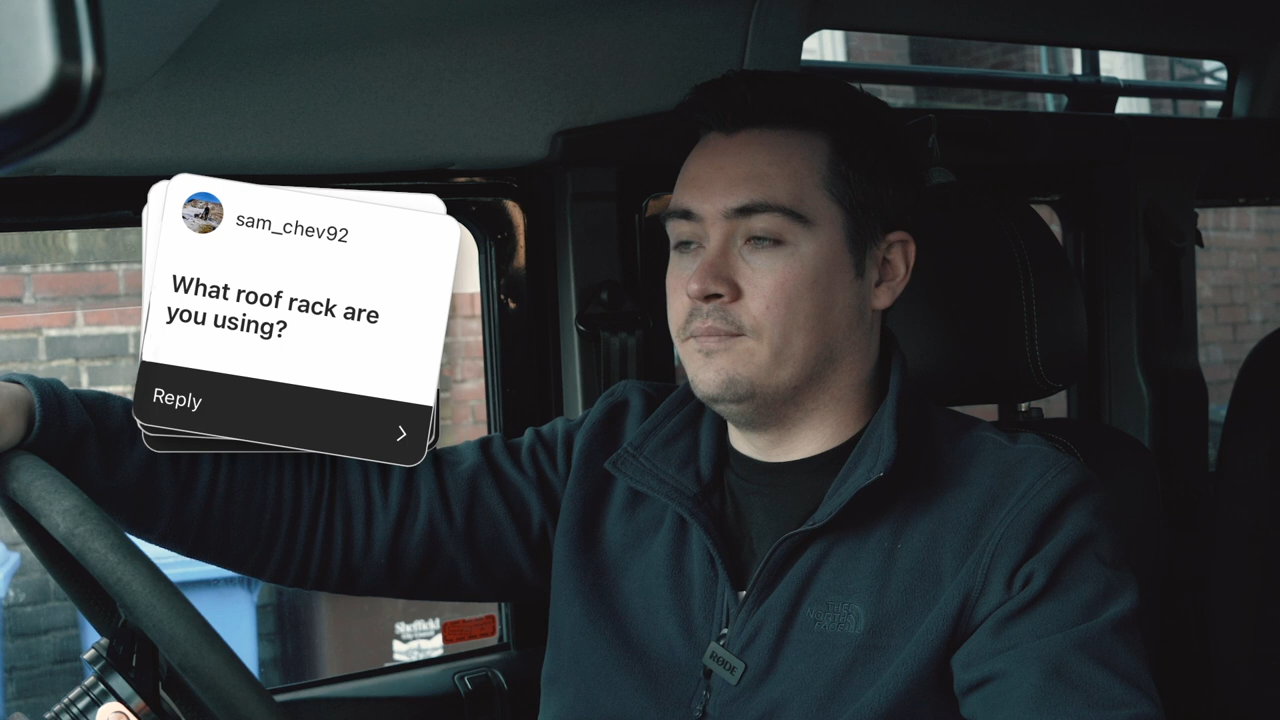 sam_chev92
What roof rack are
you using?
Reply
THE
NORTH
FACE
RØDE
Sheffield